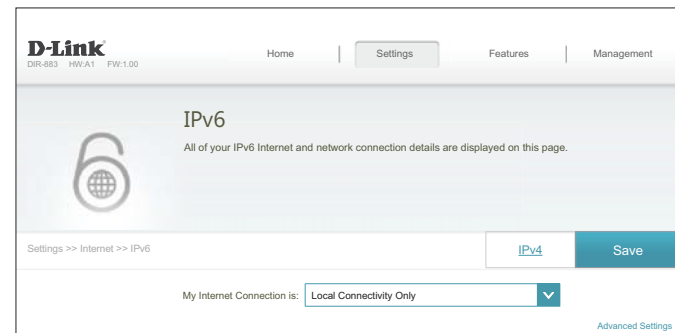 D-Link
DIR-883 HW:A1 FW:1.00
Home
Settings
Features
Management
IPv6
All of your IPv6 Internet and network connection details are displayed on this page.
Settings >> Internet >> IPv6
IPv4
Save
My Internet Connection is: Local Connectivity Only
Advanced Settings